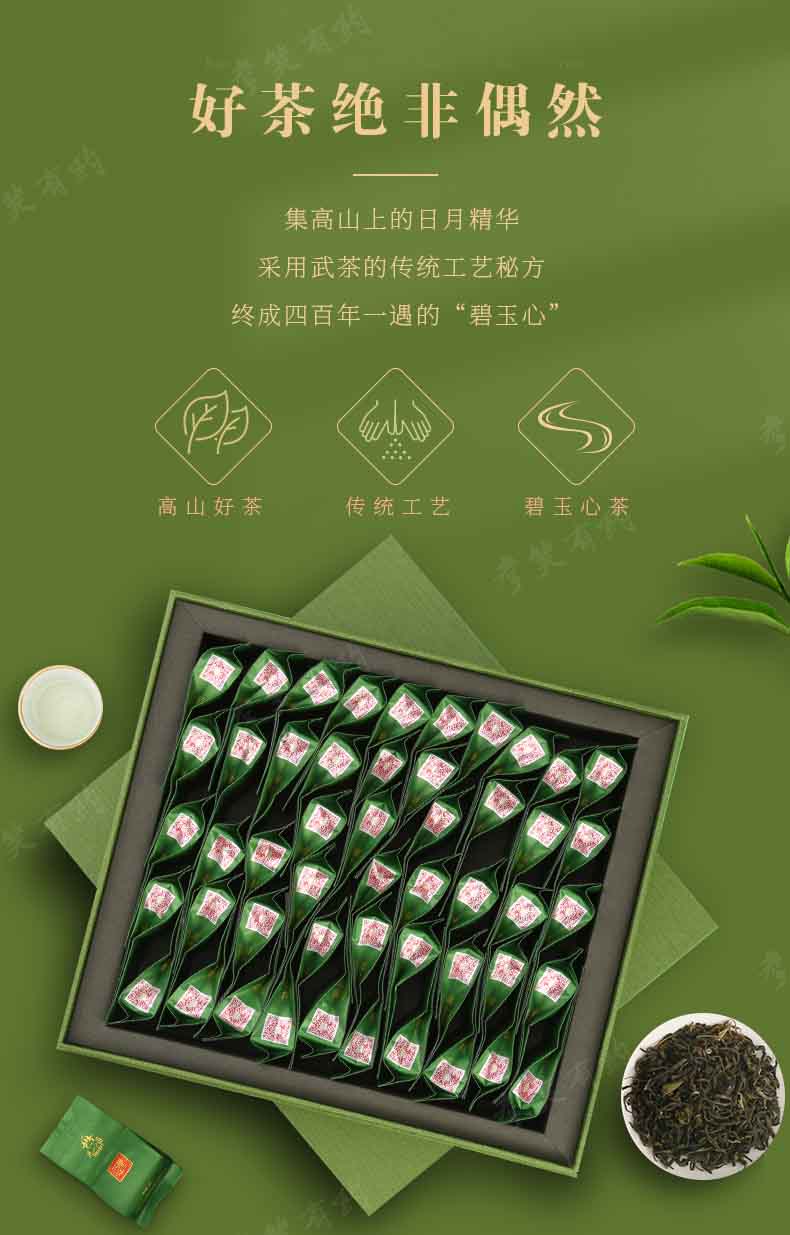 好茶绝非偶然
集高山上的日月精华
采用武茶的传统工艺秘方
终成四百年一遇的“碧玉心”
高山好茶
传统工艺
碧玉心茶